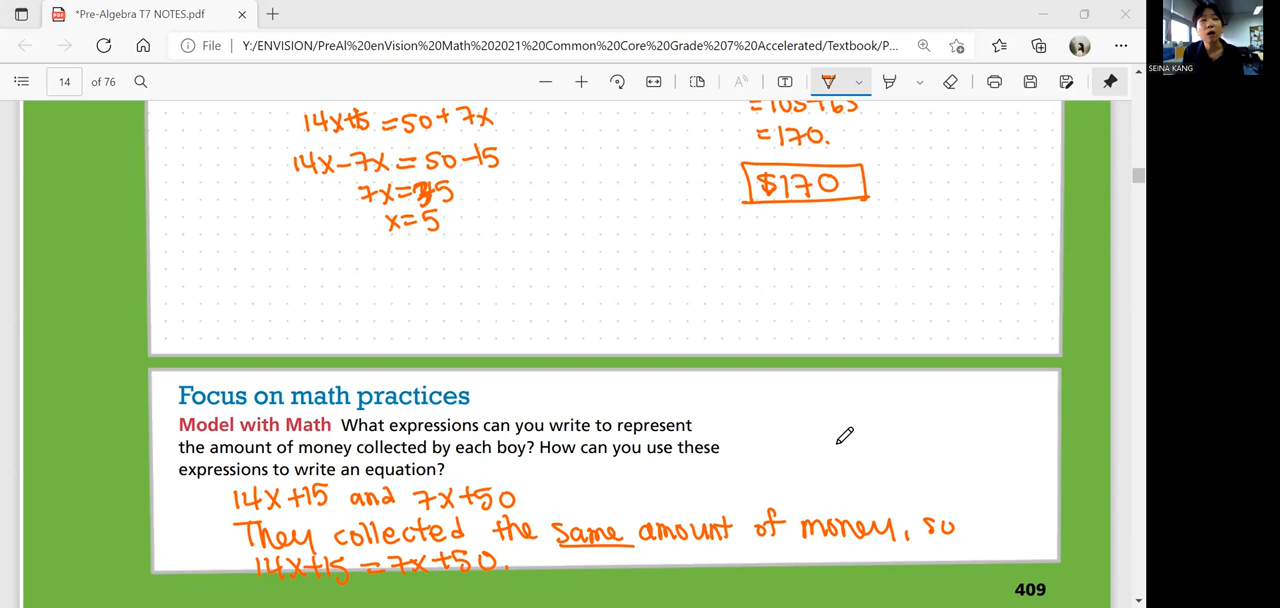 *Pre-Algebra T7 NOTES.pdf
File Y:/ENVISION/PreAl%20enVision%20Math%202021%20Common%20Core%20Grade%207%20Accelerated/Textbook/P...
14 of 76
SEINA KANG
14x+15 = 50+7x
14x-7x = 50-15
7x=35
x=5
=105+65
=170.
$170
Focus on math practices
Model with Math What expressions can you write to represent
the amount of money collected by each boy? How can you use these
expressions to write an equation?
14x+15 and 7x+50
They collected the same amount of money, so
14x+15 = 7x+50.
409